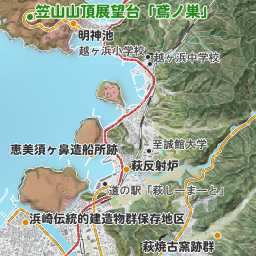 笠山山頂展望台「鳶ノ巣」
明神池
越ヶ浜小学校
越ヶ浜中学校
至誠館大学
恵美須ヶ鼻造船所跡
萩反射炉
道の駅「萩しーまーと」
浜崎伝統的建造物群保存地区
萩焼古窯跡群